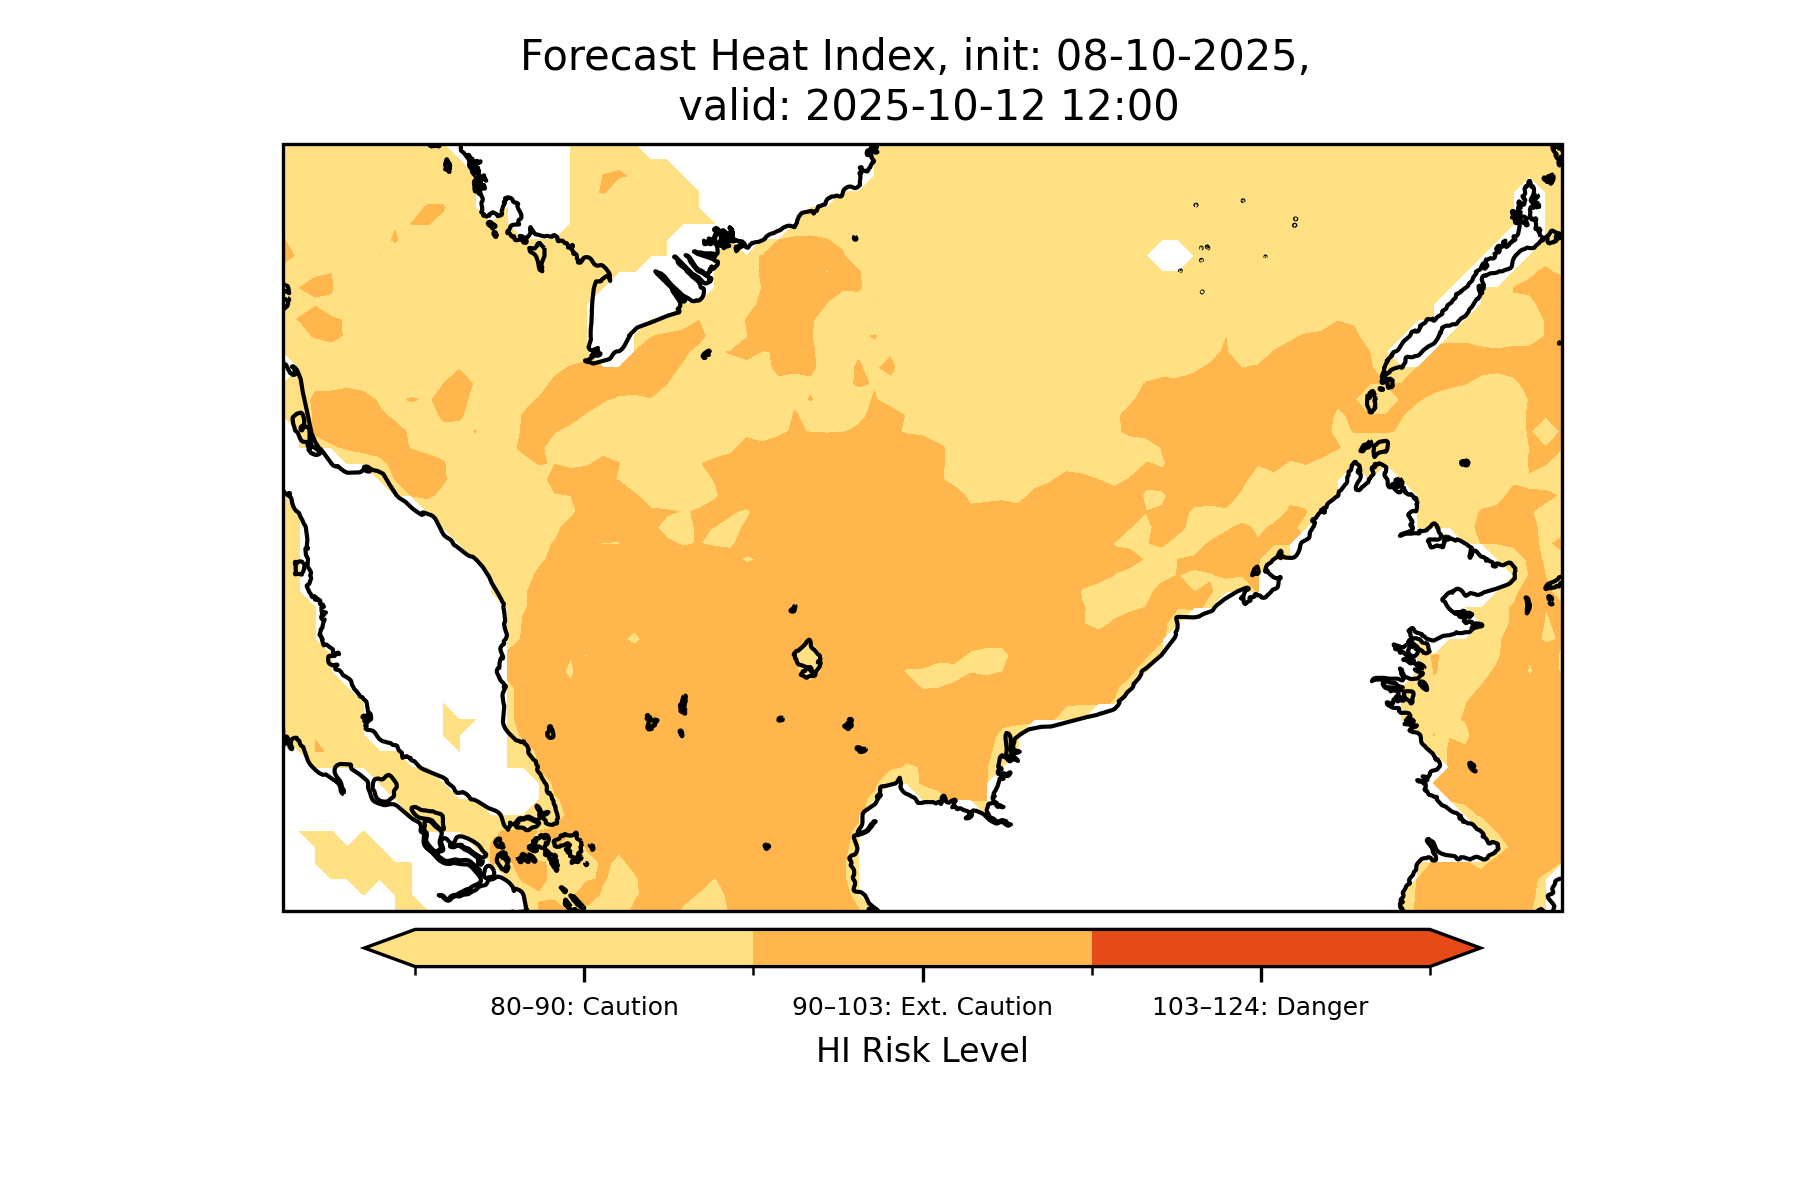 Forecast Heat Index, init: 08-10-2025,
valid: 2025-10-12 12:00
80–90: Caution
90–103: Ext. Caution
103–124: Danger
HI Risk Level